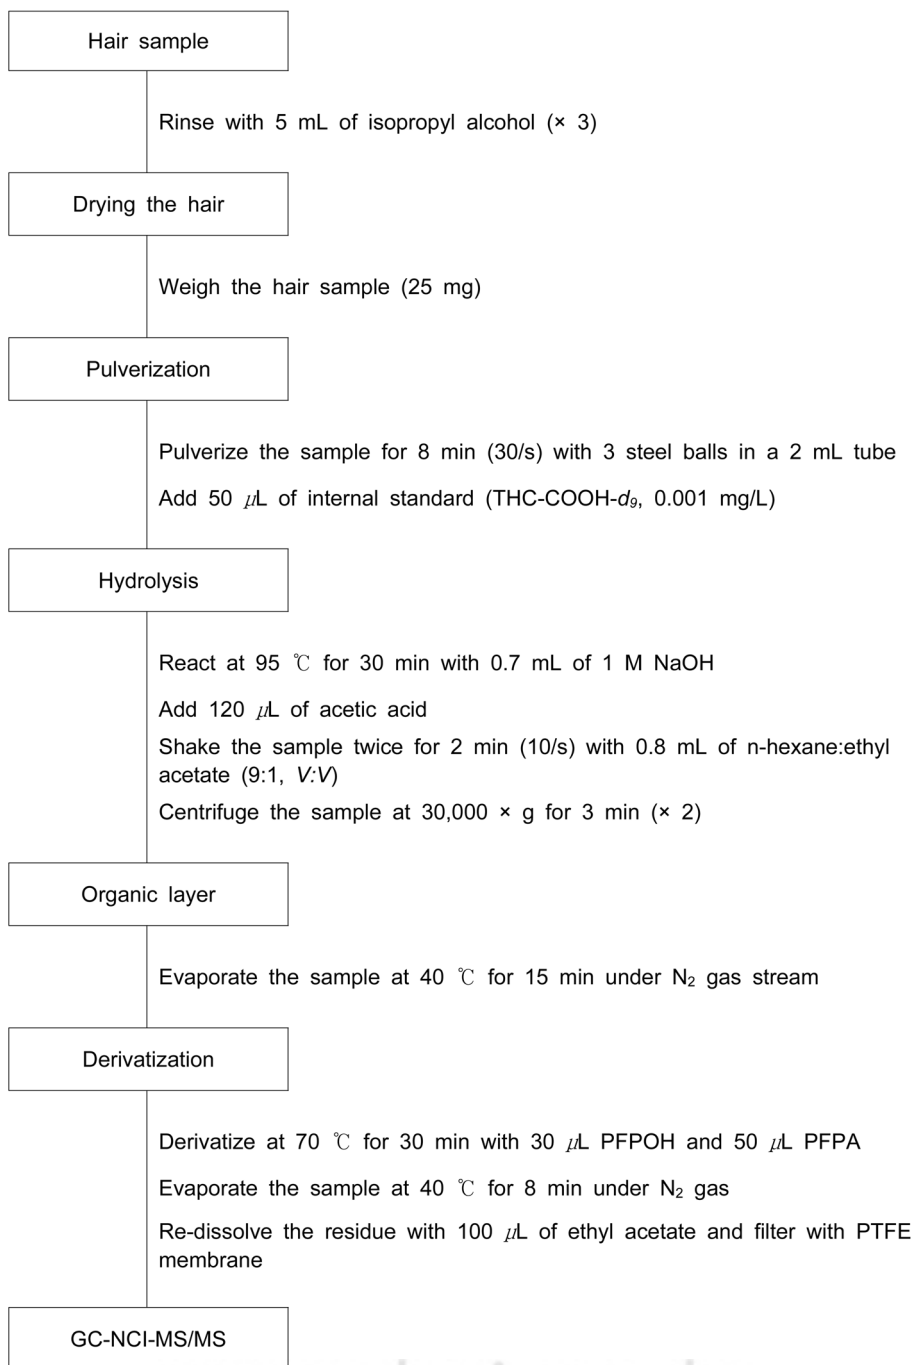 Hair sample
Rinse with 5 mL of isopropyl alcohol (× 3)
Drying the hair
Weigh the hair sample (25 mg)
Pulverization
Pulverize the sample for 8 min (30/s) with 3 steel balls in a 2 mL tube
Add 50 μL of internal standard (THC-COOH-d₉, 0.001 mg/L)
Hydrolysis
React at 95 ℃ for 30 min with 0.7 mL of 1 M NaOH
Add 120 μL of acetic acid
Shake the sample twice for 2 min (10/s) with 0.8 mL of n-hexane:ethyl
acetate (9:1, V:V)
Centrifuge the sample at 30,000 × g for 3 min (× 2)
Organic layer
Evaporate the sample at 40 ℃ for 15 min under N₂ gas stream
Derivatization
Derivatize at 70 ℃ for 30 min with 30 μL PFPOH and 50 μL PFPA
Evaporate the sample at 40 ℃ for 8 min under N₂ gas
Re-dissolve the residue with 100 μL of ethyl acetate and filter with PTFE
membrane
GC-NCI-MS/MS